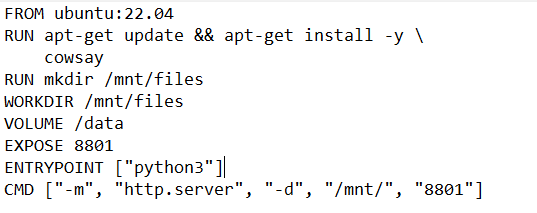 FROM ubuntu:22.04
RUN apt-get update && apt-get install -y \
    cowsay
RUN mkdir /mnt/files
WORKDIR /mnt/files
VOLUME /data
EXPOSE 8801
ENTRYPOINT ["python3"]
CMD ["-m", "http.server", "-d", "/mnt/", "8801"]